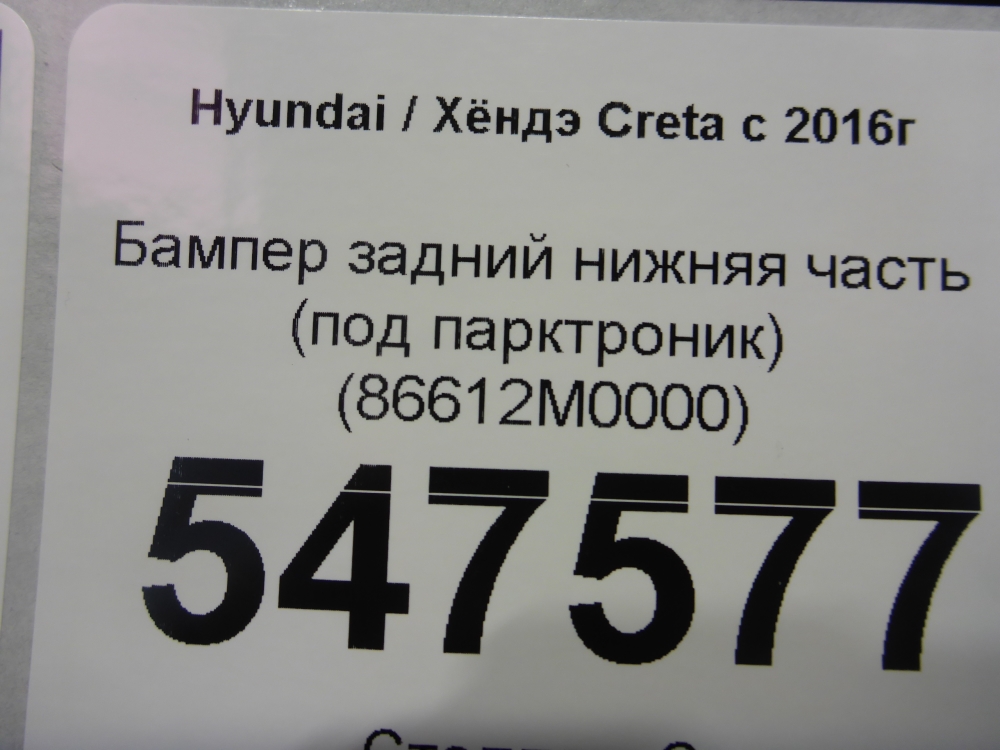 Hyundai / Хёндэ Creta с 2016г
Бампер задний нижняя часть
(под парктроник)
(86612M0000)
547577